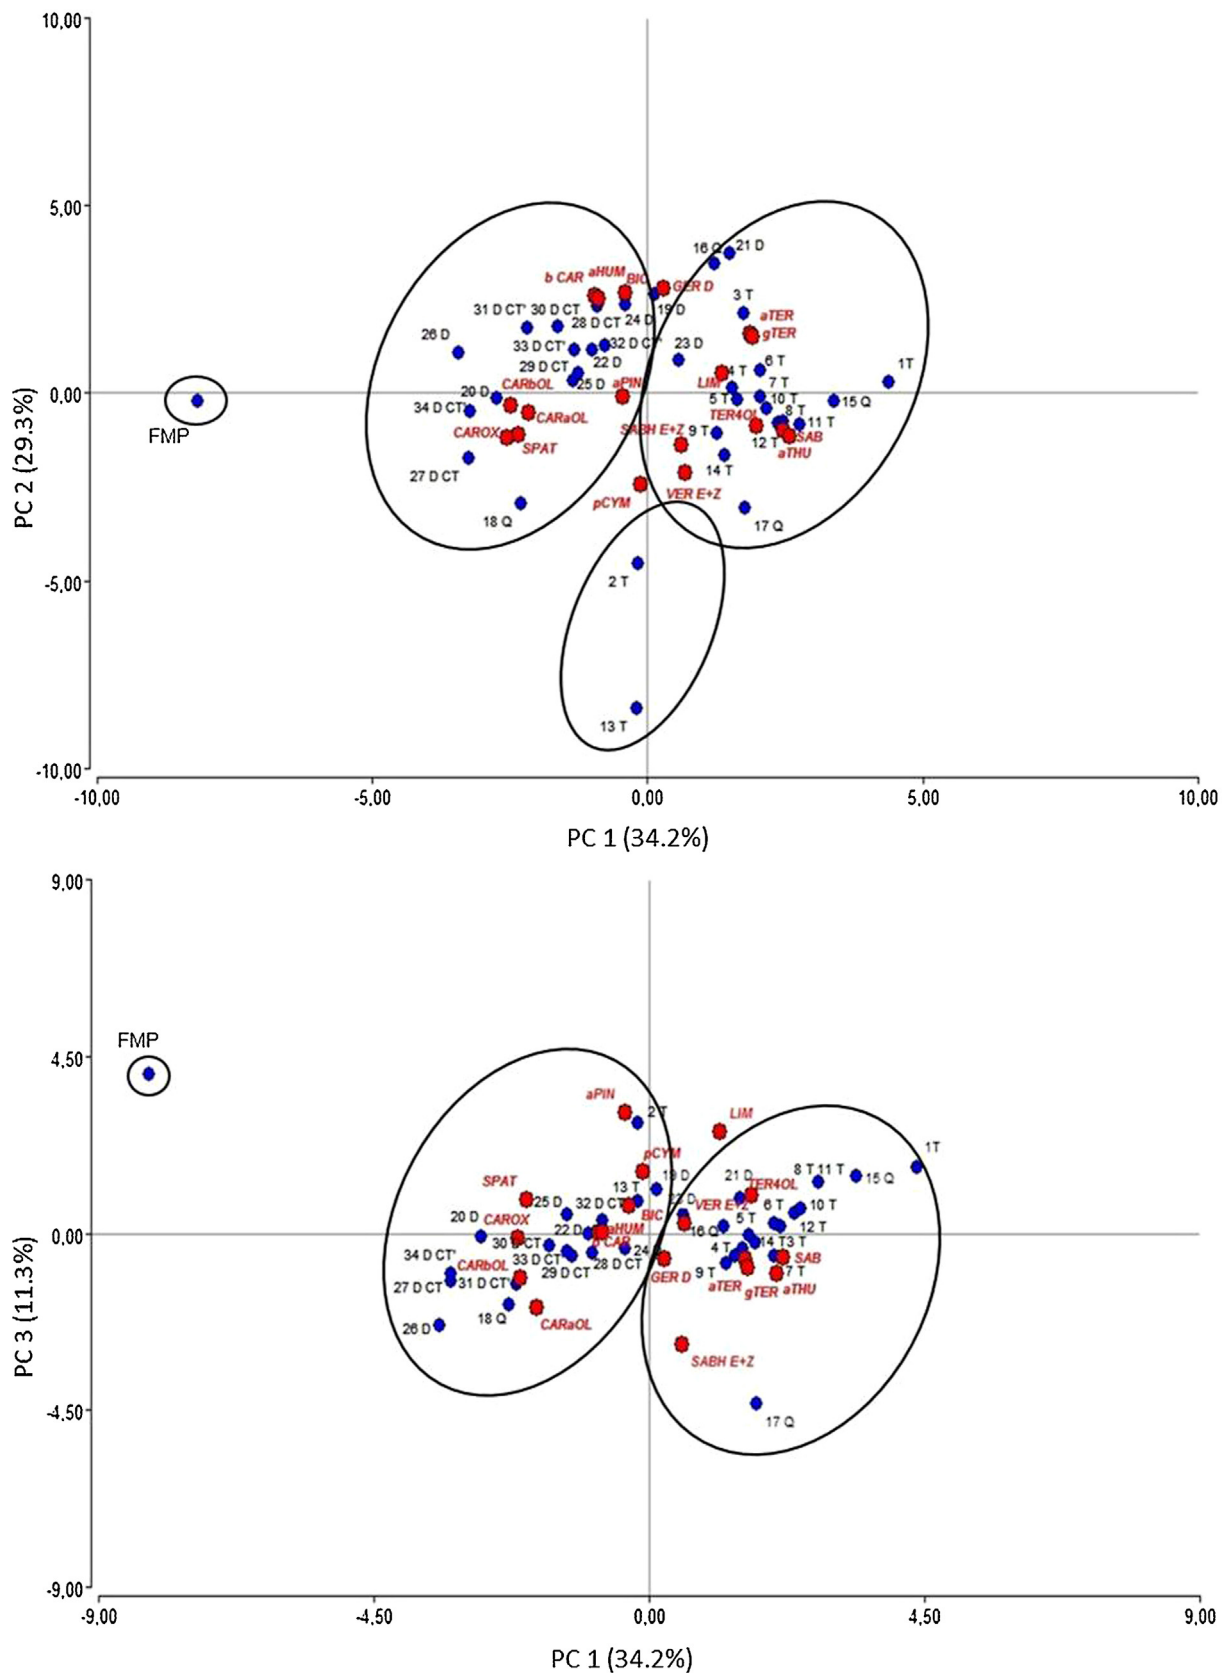 10,00
16 Q 21 D
5,00
b CAR aHUM BIC GER D
3 T
aTER
31 D CT' 30 D CT 28 D CT 24 D 19 D
gTER
26 D
33 D CT' 32 D CT' 23 D
29 D CT 22 D
4 T 6 T
1T
CARbOL 25 D aPIN LIM 7 T
0,00
20 D
5 T 10 T 15 Q
34 D CT' CARaOL TER4OL 8 T 11 T
FMP
CAROX SABH E+Z 9 T 12 T SAB
SPAT
aTHU
27 D CT
14 T
VER E+Z
pCYM
18 Q
17 Q
2 T
-5,00
13 T
-10,00
PC 2 (29.3%)
-10,00 -5,00 0,00 5,00 10,00
PC 1 (34.2%)
9,00
FMP
4,50
aPIN
2 T LIM
pCYM
1T
19 D
8 T 11 T
15 Q
SPAT
13 T
21 D TER4OL
25 D 32 D CT' BIC 23 D VER E+Z 6 T 10 T
20 D CAROX 22 D aHUM 16 Q 5 T 12 T
0,00
30 D CT b CAR
34 D CT' 33 D CT' 24 4 T 14 T 3 T SAB
CARbOL 28 D CT
27 D CT 31 D CT' 29 D CT GER D 9 T 7 T
aTER gTER aTHU
18 Q
26 D CARaOL
SABH E+Z
-4,50
17 Q
-9,00
PC 3 (11.3%)
-9,00 -4,50 0,00 4,50 9,00
PC 1 (34.2%)